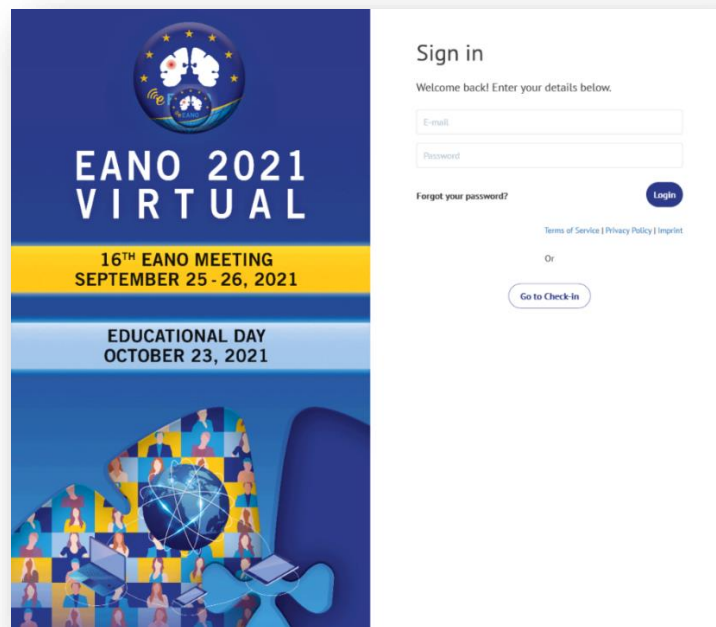 EANO
EANO 2021
VIRTUAL
16TH EANO MEETING
SEPTEMBER 25 - 26, 2021
EDUCATIONAL DAY
OCTOBER 23, 2021
Sign in
Welcome back! Enter your details below.
E-mail
Password
Forgot your password?
Login
Terms of Service | Privacy Policy | Imprint
Or
Go to Check-in